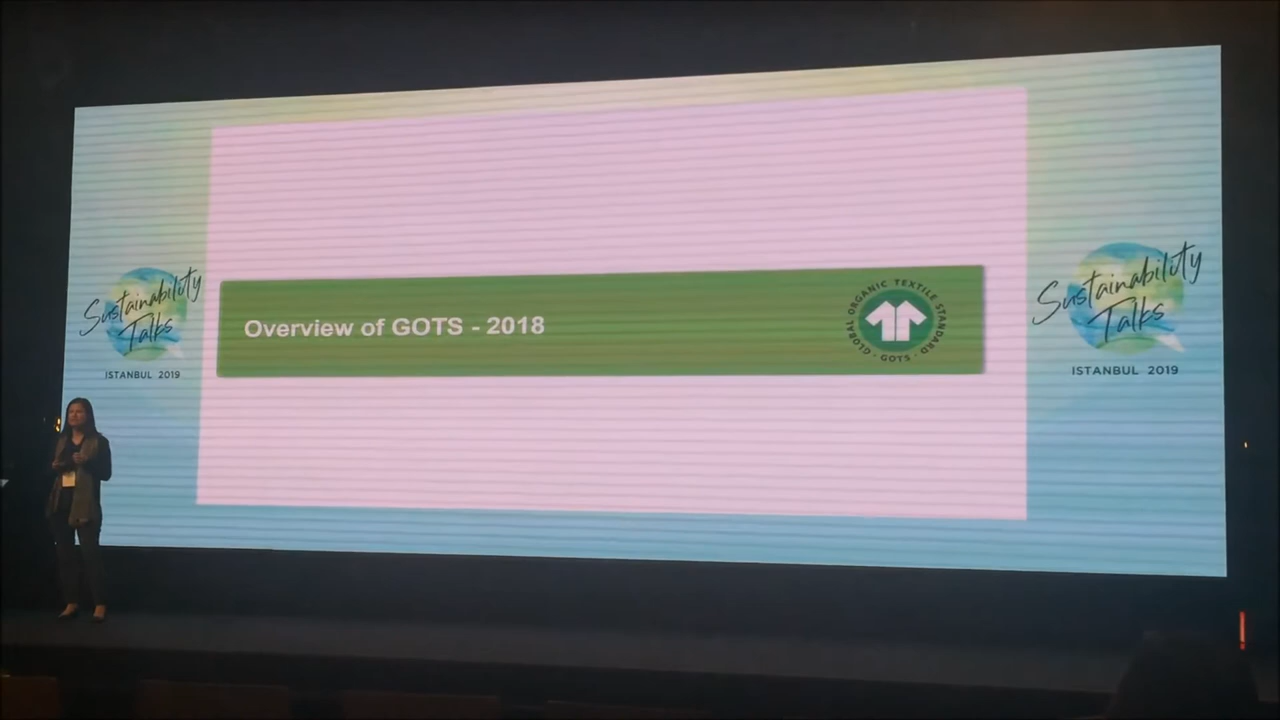 Sustainability
Talks
ISTANBUL 2019
Overview of GOTS - 2018
GLOBAL ORGANIC TEXTILE STANDARD
· GOTS ·
Sustainability
Talks
ISTANBUL 2019